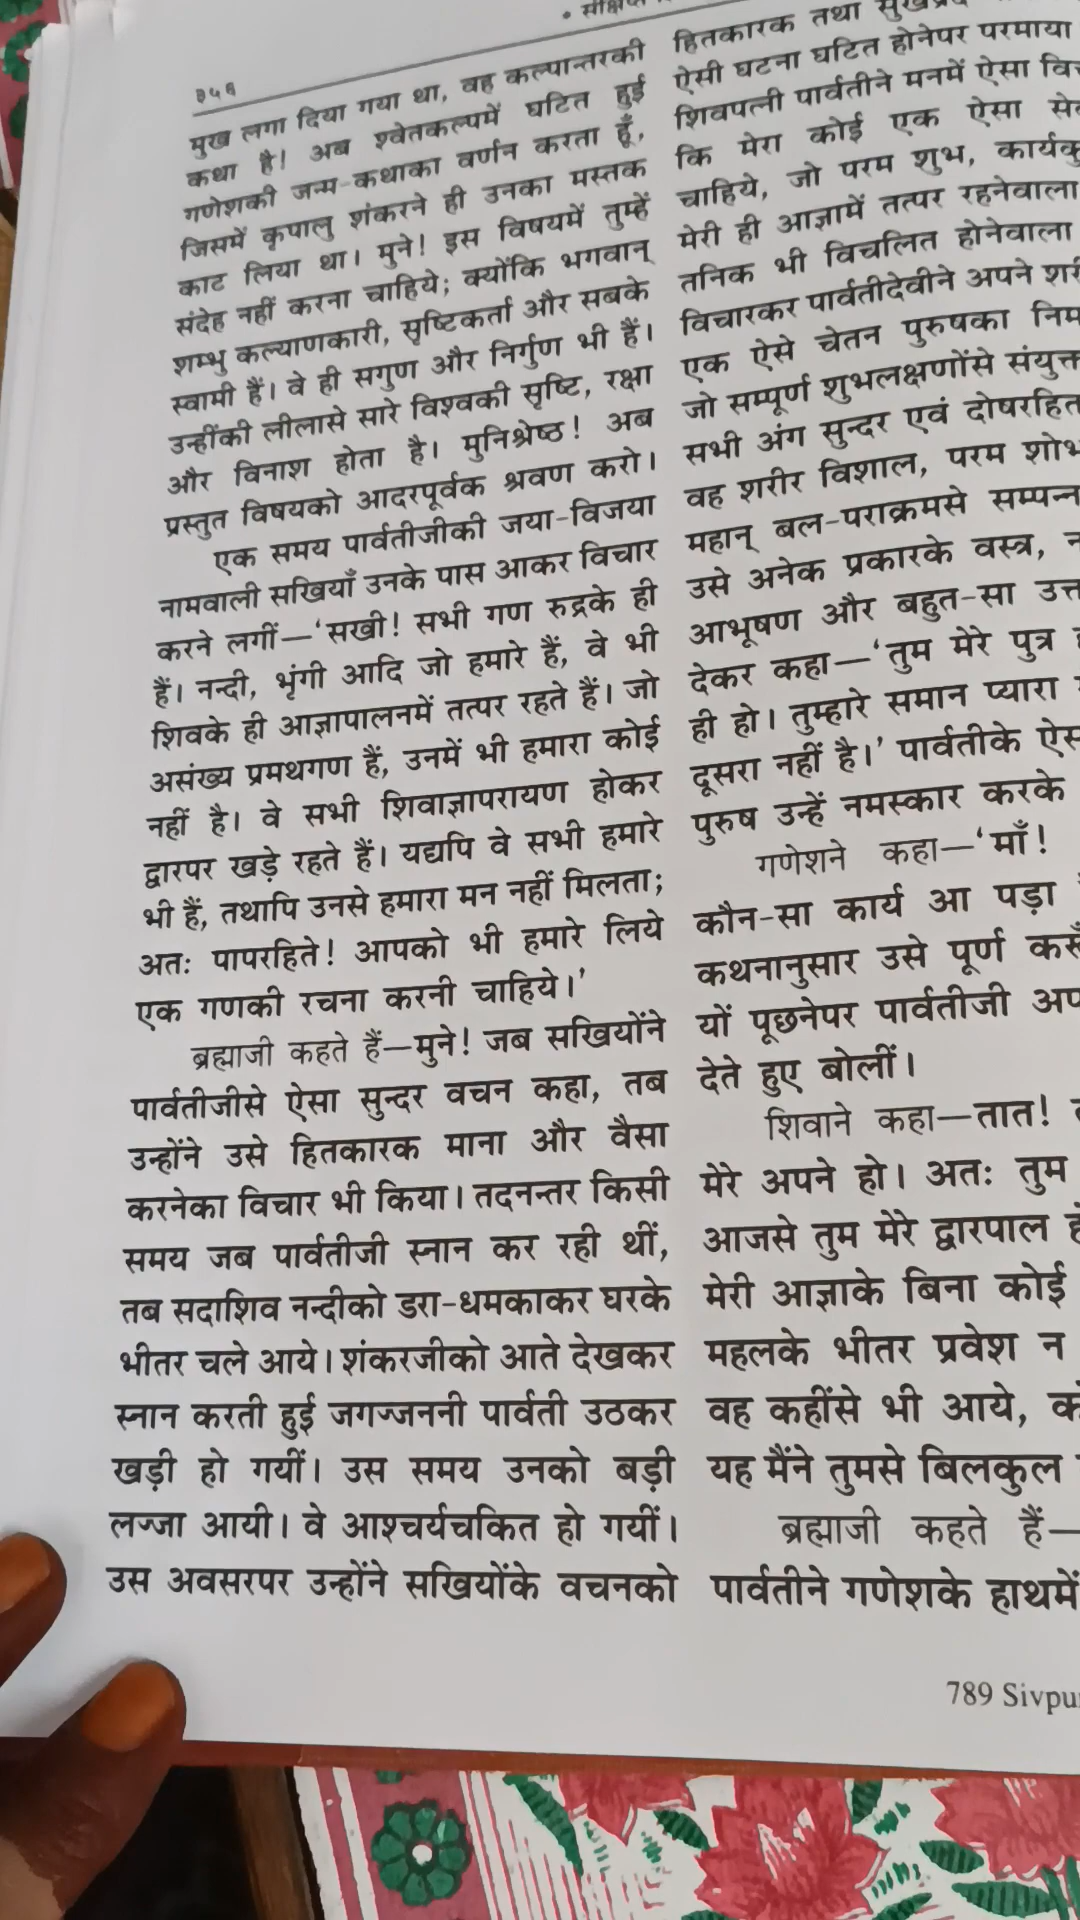 ३५६
मुख लगा दिया गया था, वह कल्पान्तरकी
कथा है! अब श्वेतकल्पमें घटित हुई
गणेशकी जन्म-कथाका वर्णन करता हूँ,
जिसमें कृपालु शंकरने ही उनका मस्तक
काट लिया था। मुने! इस विषयमें तुम्हें
संदेह नहीं करना चाहिये; क्योंकि भगवान्
शम्भु कल्याणकारी, सृष्टिकर्ता और सबके
स्वामी हैं। वे ही सगुण और निर्गुण भी हैं।
उन्हींकी लीलासे सारे विश्वकी सृष्टि, रक्षा
और विनाश होता है। मुनिश्रेष्ठ! अब
प्रस्तुत विषयको आदरपूर्वक श्रवण करो।
एक समय पार्वतीजीकी जया-विजया
नामवाली सखियाँ उनके पास आकर विचार
करने लगीं—‘सखी! सभी गण रुद्रके ही
हैं। नन्दी, भृंगी आदि जो हमारे हैं, वे भी
शिवके ही आज्ञापालनमें तत्पर रहते हैं। जो
असंख्य प्रमथगण हैं, उनमें भी हमारा कोई
नहीं है। वे सभी शिवाज्ञापरायण होकर
द्वारपर खड़े रहते हैं। यद्यपि वे सभी हमारे
भी हैं, तथापि उनसे हमारा मन नहीं मिलता;
अतः पापरहिते! आपको भी हमारे लिये
एक गणकी रचना करनी चाहिये।’
ब्रह्माजी कहते हैं—मुने! जब सखियोंने
पार्वतीजीसे ऐसा सुन्दर वचन कहा, तब
उन्होंने उसे हितकारक माना और वैसा
करनेका विचार भी किया। तदनन्तर किसी
समय जब पार्वतीजी स्नान कर रही थीं,
तब सदाशिव नन्दीको डरा-धमकाकर घरके
भीतर चले आये। शंकरजीको आते देखकर
स्नान करती हुई जगज्जननी पार्वती उठकर
खड़ी हो गयीं। उस समय उनको बड़ी
लज्जा आयी। वे आश्चर्यचकित हो गयीं।
उस अवसरपर उन्होंने सखियोंके वचनको
हितकारक तथा
ऐसी घटना घटित होनेपर परमाया
शिवपत्नी पार्वतीने मनमें ऐसा
कि मेरा कोई एक ऐसा
चाहिये, जो परम शुभ,
मेरी ही आज्ञामें तत्पर रहनेवाला
तनिक भी विचलित होनेवाला
विचारकर पार्वतीदेवीने अपने
एक ऐसे चेतन पुरुषका
जो सम्पूर्ण शुभलक्षणोंसे संयुक्त
सभी अंग सुन्दर एवं दोषरहित
वह शरीर विशाल, परम
महान् बल-पराक्रमसे सम्पन्न
उसे अनेक प्रकारके वस्त्र,
आभूषण और बहुत-सा
देकर कहा—‘तुम मेरे पुत्र
ही हो। तुम्हारे समान प्यारा
दूसरा नहीं है।’ पार्वतीके
पुरुष उन्हें नमस्कार करके
गणेशने कहा—‘माँ!
कौन-सा कार्य आ पड़ा
कथनानुसार उसे पूर्ण
यों पूछनेपर पार्वतीजी
देते हुए बोलीं।
शिवाने कहा—तात!
मेरे अपने हो। अतः तुम
आजसे तुम मेरे द्वारपाल
मेरी आज्ञाके बिना कोई
महलके भीतर प्रवेश न
वह कहींसे भी आये,
यह मैंने तुमसे बिलकुल
ब्रह्माजी कहते हैं—
पार्वतीने गणेशके हाथमें
789